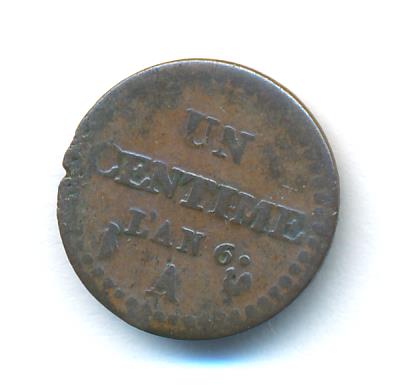 UN
CENTIME
L'AN 6.
A